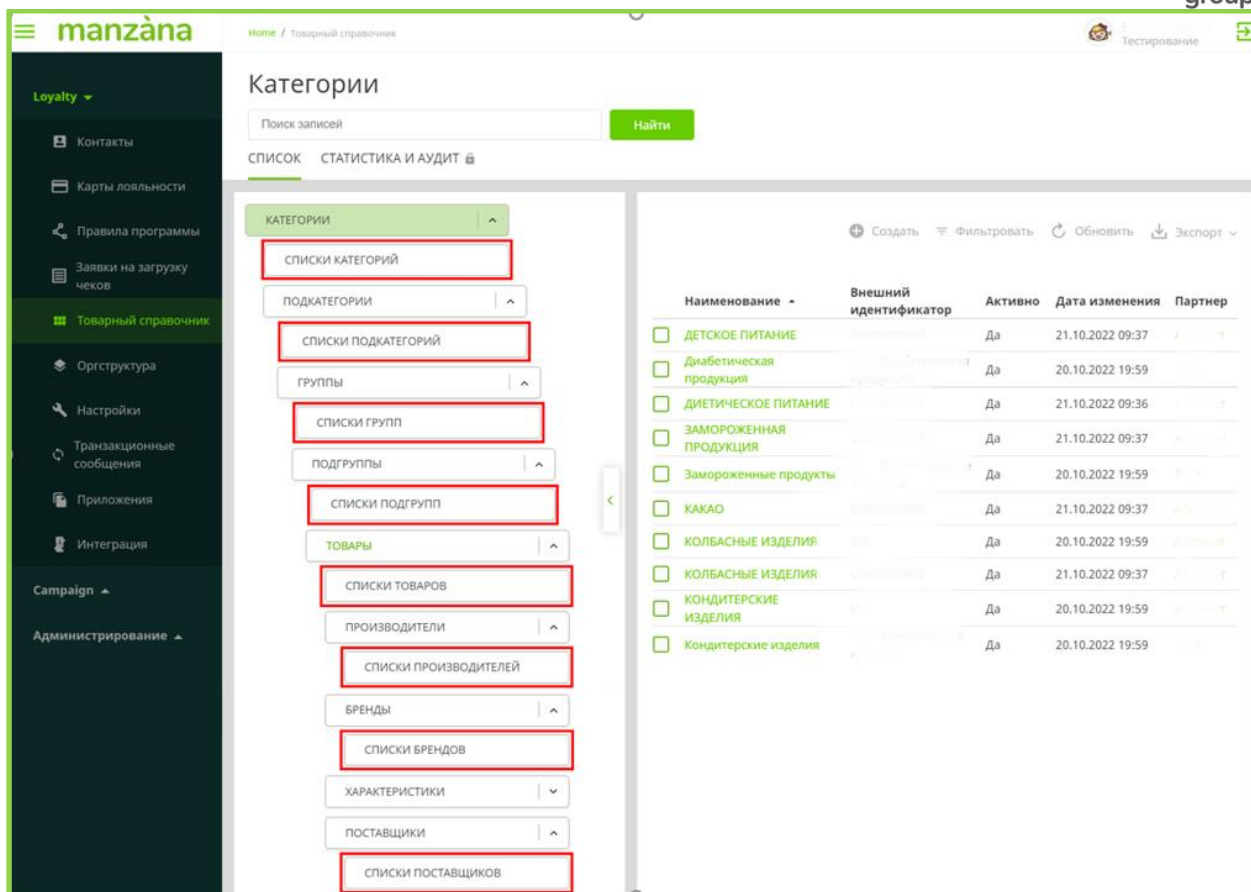 group
manzàna
Home / Товарный справочник
Тестирование
Loyalty
Контакты
Карты лояльности
Правила программы
Заявки на загрузку
чеков
Товарный справочник
Оргструктура
Настройки
Транзакционные
сообщения
Приложения
Интеграция
Campaign
Администрирование
Категории
Поиск записей
Найти
СПИСОК СТАТИСТИКА И АУДИТ
КАТЕГОРИИ
СПИСКИ КАТЕГОРИЙ
ПОДКАТЕГОРИИ
СПИСКИ ПОДКАТЕГОРИЙ
ГРУППЫ
СПИСКИ ГРУПП
ПОДГРУППЫ
СПИСКИ ПОДГРУПП
ТОВАРЫ
СПИСКИ ТОВАРОВ
ПРОИЗВОДИТЕЛИ
СПИСКИ ПРОИЗВОДИТЕЛЕЙ
БРЕНДЫ
СПИСКИ БРЕНДОВ
ХАРАКТЕРИСТИКИ
ПОСТАВЩИКИ
СПИСКИ ПОСТАВЩИКОВ
Создать Фильтровать Обновить Экспорт
Наименование Внешний идентификатор Активно Дата изменения Партнер
ДЕТСКОЕ ПИТАНИЕ Да 21.10.2022 09:37
Диабетическая
продукция Да 20.10.2022 19:59
ДИЕТИЧЕСКОЕ ПИТАНИЕ Да 21.10.2022 09:36
ЗАМОРОЖЕННАЯ
ПРОДУКЦИЯ Да 21.10.2022 09:37
Замороженные продукты Да 20.10.2022 19:59
КАКАО Да 21.10.2022 09:37
КОЛБАСНЫЕ ИЗДЕЛИЯ Да 20.10.2022 19:59
КОЛБАСНЫЕ ИЗДЕЛИЯ Да 21.10.2022 09:37
КОНДИТЕРСКИЕ
ИЗДЕЛИЯ Да 20.10.2022 19:59
Кондитерские изделия Да 20.10.2022 19:59